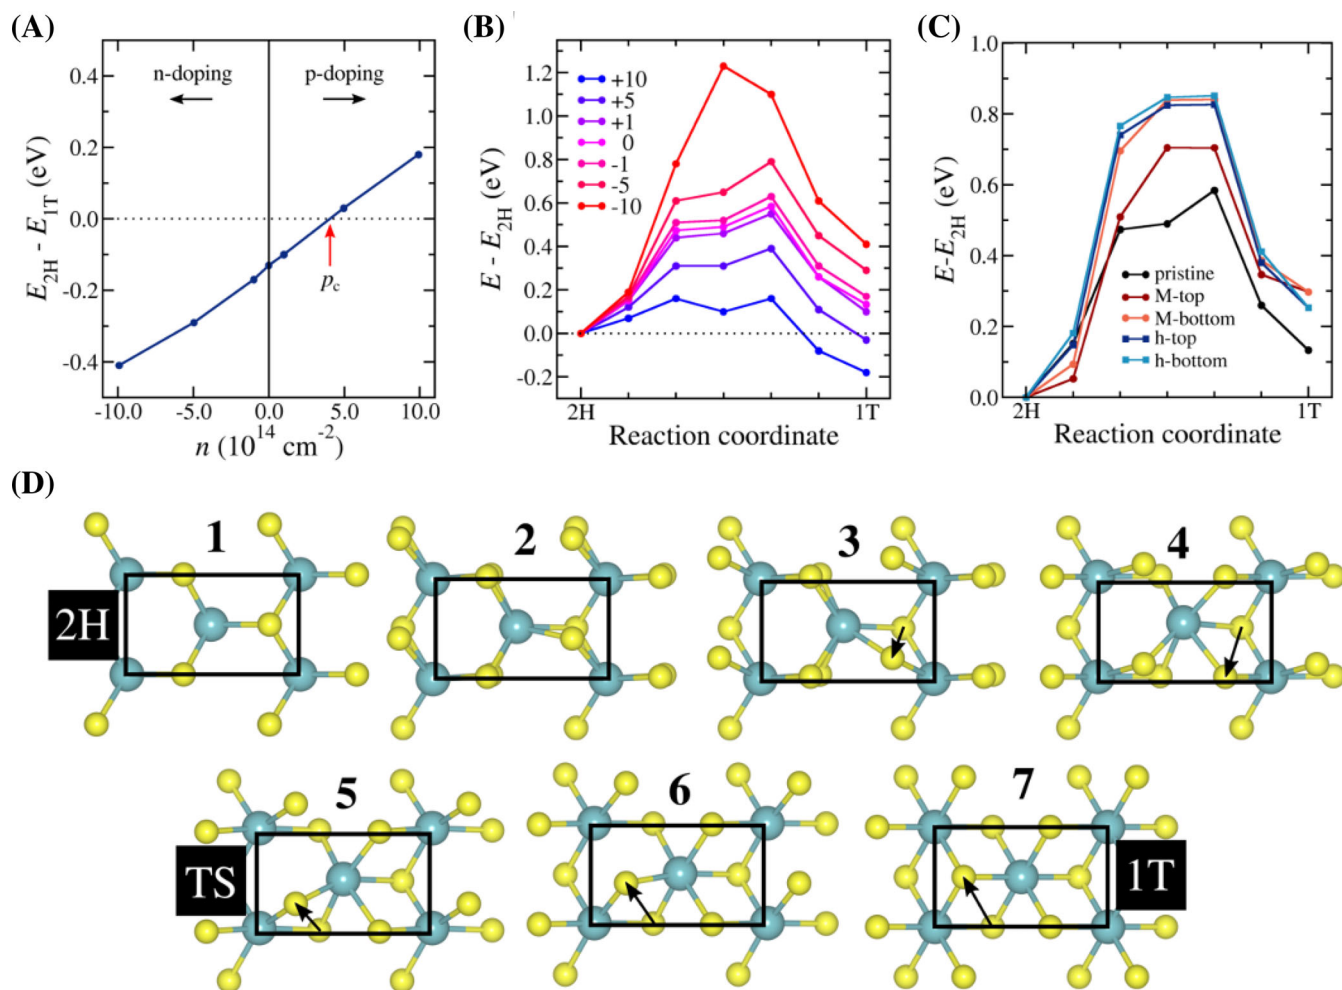 (A)
n-doping
p-doping
0.4
0.2
0.0
-0.2
-0.4
E2H - E1T (eV)
pc
-10.0 -5.0 0.0 5.0 10.0
n (10^14 cm^-2)
(B)
1.2
1.0
0.8
0.6
0.4
0.2
0.0
-0.2
E - E2H (eV)
+10
+5
+1
0
-1
-5
-10
2H 1T
Reaction coordinate
(C)
1.0
0.8
0.6
0.4
0.2
0.0
E-E2H (eV)
pristine
M-top
M-bottom
h-top
h-bottom
2H 1T
Reaction coordinate
(D)
1 2 3 4
2H
5 6 7
TS
1T